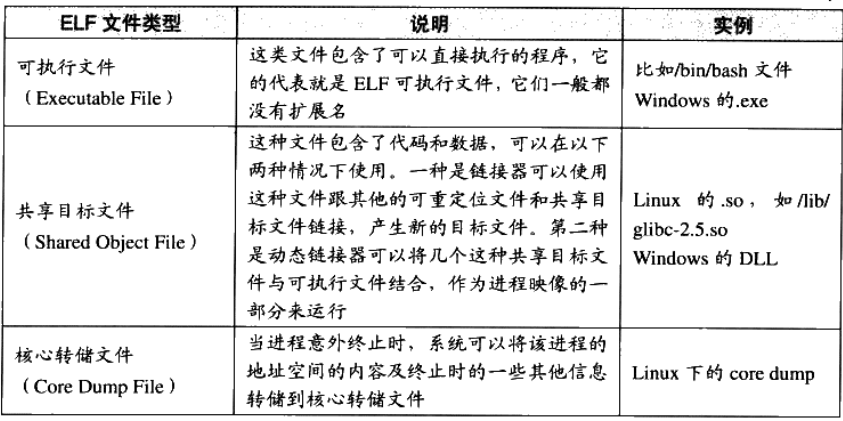 ELF 文件类型 说明 实例
可执行文件
（Executable File）
这类文件包含了可以直接执行的程序，它
的代表就是 ELF 可执行文件，它们一般都
没有扩展名
比如/bin/bash 文件
Windows 的.exe
共享目标文件
（Shared Object File）
这种文件包含了代码和数据，可以在以下
两种情况下使用。一种是链接器可以使用
这种文件跟其他的可重定位文件和共享目
标文件链接，产生新的目标文件。第二种
是动态链接器可以将几个这种共享目标文
件与可执行文件结合，作为进程映像的一
部分来运行
Linux 的 .so，如 /lib/
glibc-2.5.so
Windows 的 DLL
核心转储文件
（Core Dump File）
当进程意外终止时，系统可以将该进程的
地址空间的内容及终止时的一些其他信息
转储到核心转储文件
Linux 下的 core dump